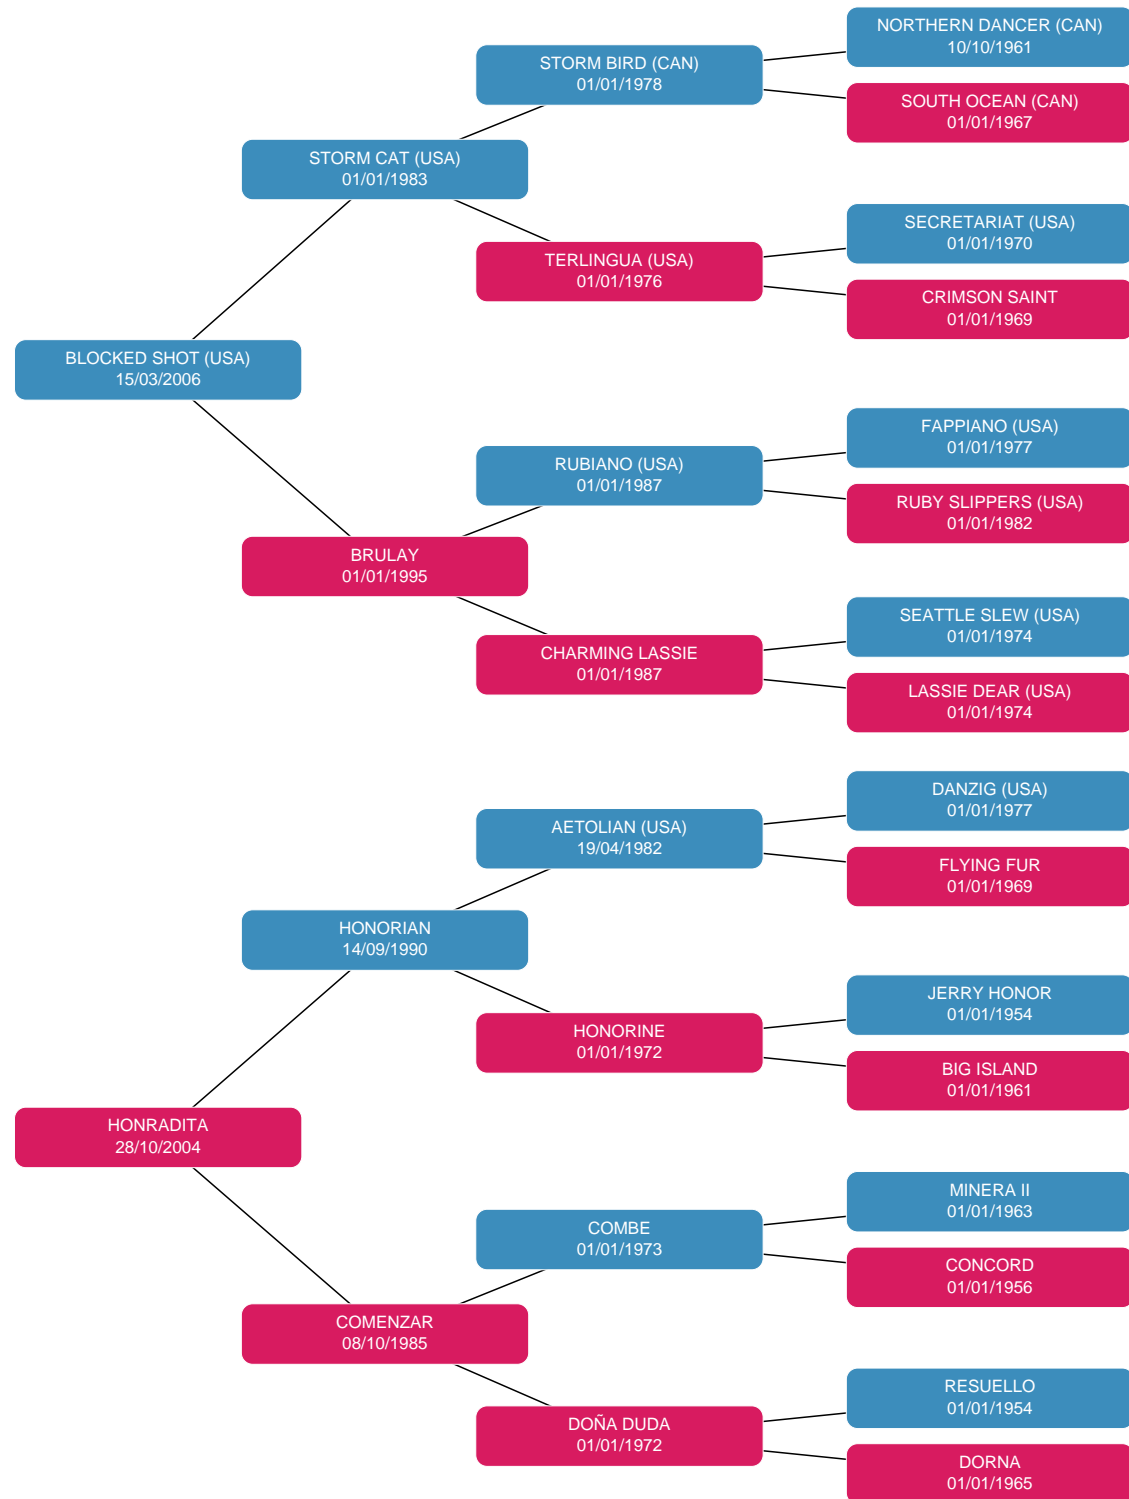 NORTHERN DANCER (CAN)
10/10/1961
STORM BIRD (CAN)
01/01/1978
SOUTH OCEAN (CAN)
01/01/1967
STORM CAT (USA)
01/01/1983
SECRETARIAT (USA)
01/01/1970
TERLINGUA (USA)
01/01/1976
CRIMSON SAINT
01/01/1969
BLOCKED SHOT (USA)
15/03/2006
FAPPIANO (USA)
01/01/1977
RUBIANO (USA)
01/01/1987
RUBY SLIPPERS (USA)
01/01/1982
BRULAY
01/01/1995
SEATTLE SLEW (USA)
01/01/1974
CHARMING LASSIE
01/01/1987
LASSIE DEAR (USA)
01/01/1974
DANZIG (USA)
01/01/1977
AETOLIAN (USA)
19/04/1982
FLYING FUR
01/01/1969
HONORIAN
14/09/1990
JERRY HONOR
01/01/1954
HONORINE
01/01/1972
BIG ISLAND
01/01/1961
HONRADITA
28/10/2004
MINERA II
01/01/1963
COMBE
01/01/1973
CONCORD
01/01/1956
COMENZAR
08/10/1985
RESUELLO
01/01/1954
DOÑA DUDA
01/01/1972
DORNA
01/01/1965